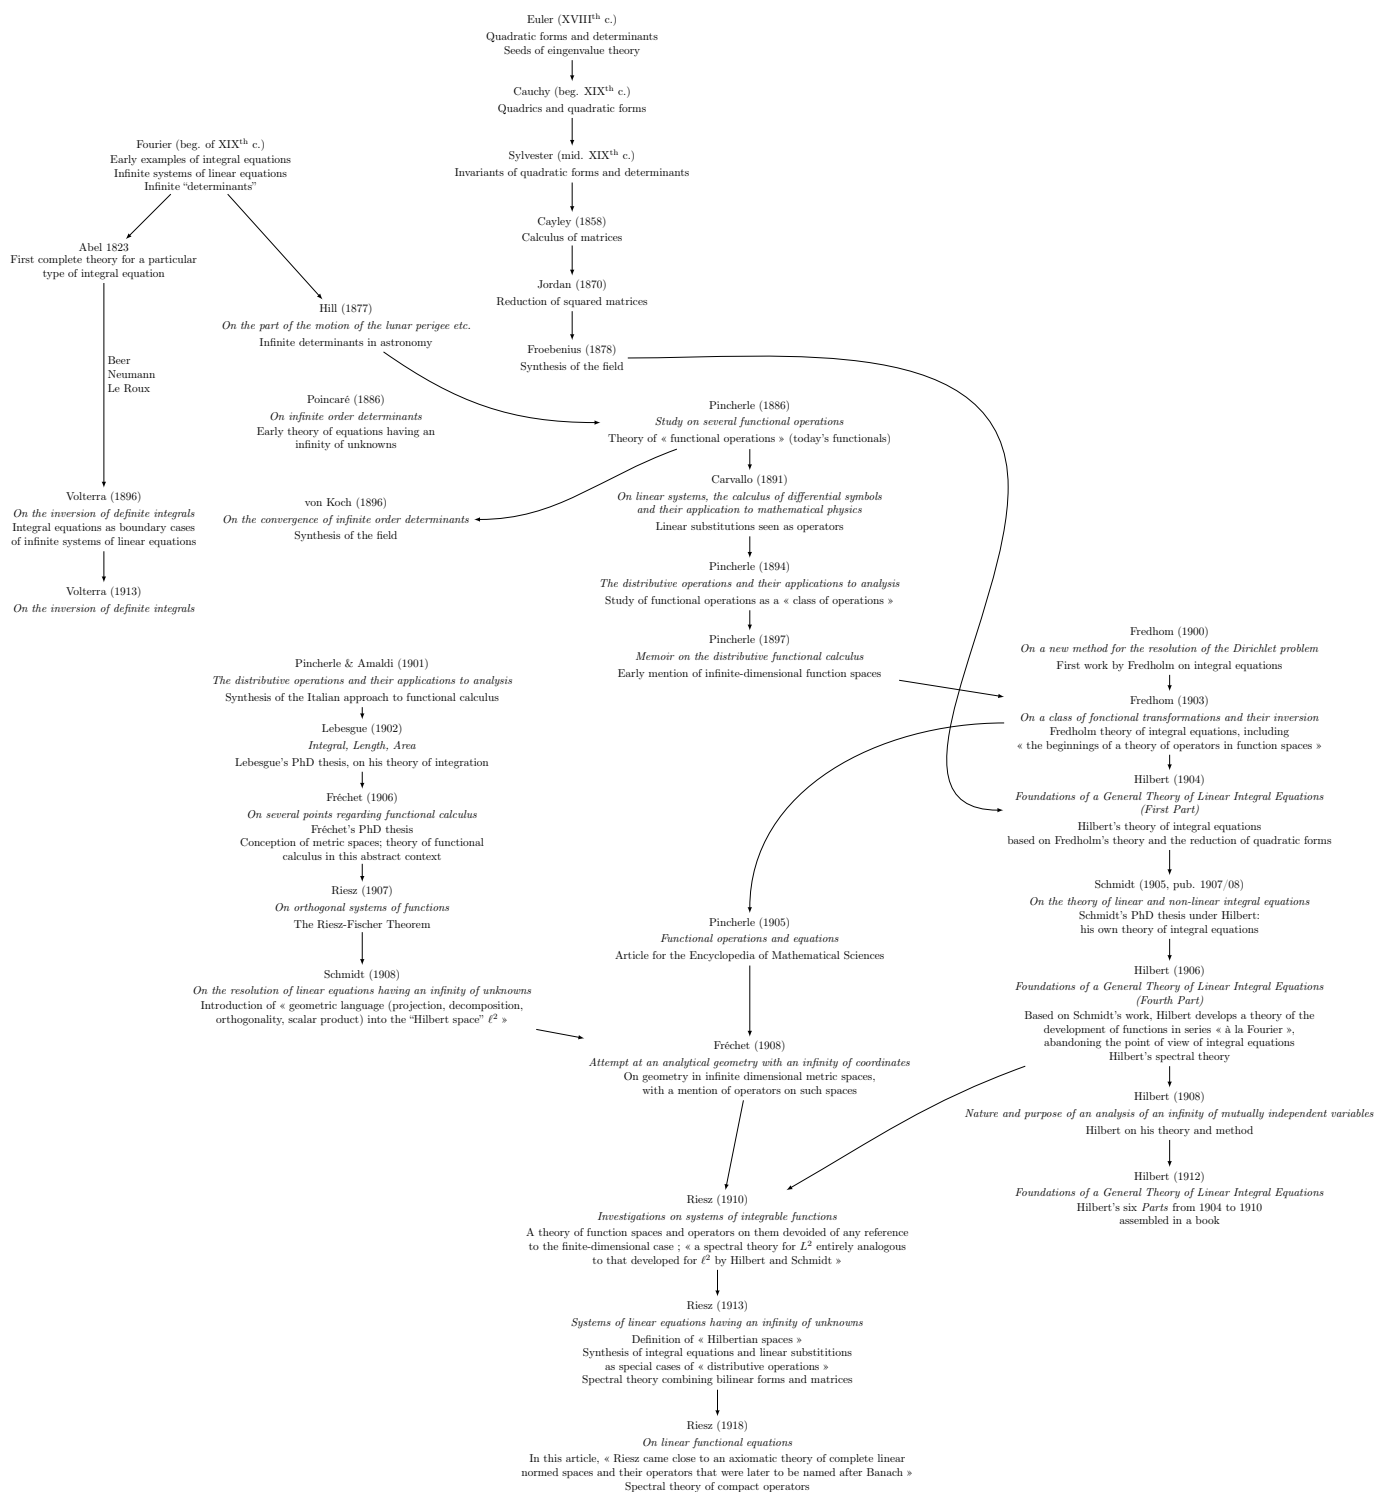 Euler (XVIIIth c.)
Quadratic forms and determinants
Seeds of eingenvalue theory
Cauchy (beg. XIXth c.)
Quadrics and quadratic forms
Sylvester (mid. XIXth c.)
Invariants of quadratic forms and determinants
Cayley (1858)
Calculus of matrices
Jordan (1870)
Reduction of squared matrices
Froebenius (1878)
Synthesis of the field
Fourier (beg. of XIXth c.)
Early examples of integral equations
Infinite systems of linear equations
Infinite “determinants”
Abel 1823
First complete theory for a particular
type of integral equation
Beer
Neumann
Le Roux
Volterra (1896)
On the inversion of definite integrals
Integral equations as boundary cases
of infinite systems of linear equations
Volterra (1913)
On the inversion of definite integrals
Hill (1877)
On the part of the motion of the lunar perigee etc.
Infinite determinants in astronomy
Poincaré (1886)
On infinite order determinants
Early theory of equations having an
infinity of unknowns
von Koch (1896)
On the convergence of infinite order determinants
Synthesis of the field
Pincherle (1886)
Study on several functional operations
Theory of « functional operations » (today's functionals)
Carvallo (1891)
On linear systems, the calculus of differential symbols
and their application to mathematical physics
Linear substitutions seen as operators
Pincherle (1894)
The distributive operations and their applications to analysis
Study of functional operations as a « class of operations »
Pincherle (1897)
Memoir on the distributive functional calculus
Early mention of infinite-dimensional function spaces
Pincherle & Amaldi (1901)
The distributive operations and their applications to analysis
Synthesis of the Italian approach to functional calculus
Lebesgue (1902)
Integral, Length, Area
Lebesgue's PhD thesis, on his theory of integration
Fréchet (1906)
On several points regarding functional calculus
Fréchet's PhD thesis
Conception of metric spaces; theory of functional
calculus in this abstract context
Riesz (1907)
On orthogonal systems of functions
The Riesz-Fischer Theorem
Schmidt (1908)
On the resolution of linear equations having an infinity of unknowns
Introduction of « geometric language (projection, decomposition,
orthogonality, scalar product) into the “Hilbert space” ℓ² »
Fredhom (1900)
On a new method for the resolution of the Dirichlet problem
First work by Fredholm on integral equations
Fredhom (1903)
On a class of fonctional transformations and their inversion
Fredholm theory of integral equations, including
« the beginnings of a theory of operators in function spaces »
Hilbert (1904)
Foundations of a General Theory of Linear Integral Equations
(First Part)
Hilbert's theory of integral equations
based on Fredholm's theory and the reduction of quadratic forms
Schmidt (1905, pub. 1907/08)
On the theory of linear and non-linear integral equations
Schmidt's PhD thesis under Hilbert:
his own theory of integral equations
Hilbert (1906)
Foundations of a General Theory of Linear Integral Equations
(Fourth Part)
Based on Schmidt's work, Hilbert develops a theory of the
development of functions in series « à la Fourier »,
abandoning the point of view of integral equations
Hilbert's spectral theory
Hilbert (1908)
Nature and purpose of an analysis of an infinity of mutually independent variables
Hilbert on his theory and method
Hilbert (1912)
Foundations of a General Theory of Linear Integral Equations
Hilbert's six Parts from 1904 to 1910
assembled in a book
Pincherle (1905)
Functional operations and equations
Article for the Encyclopedia of Mathematical Sciences
Fréchet (1908)
Attempt at an analytical geometry with an infinity of coordinates
On geometry in infinite dimensional metric spaces,
with a mention of operators on such spaces
Riesz (1910)
Investigations on systems of integrable functions
A theory of function spaces and operators on them devoided of any reference
to the finite-dimensional case ; « a spectral theory for L² entirely analogous
to that developed for ℓ² by Hilbert and Schmidt »
Riesz (1913)
Systems of linear equations having an infinity of unknowns
Definition of « Hilbertian spaces »
Synthesis of integral equations and linear substititions
as special cases of « distributive operations »
Spectral theory combining bilinear forms and matrices
Riesz (1918)
On linear functional equations
In this article, « Riesz came close to an axiomatic theory of complete linear
normed spaces and their operators that were later to be named after Banach »
Spectral theory of compact operators